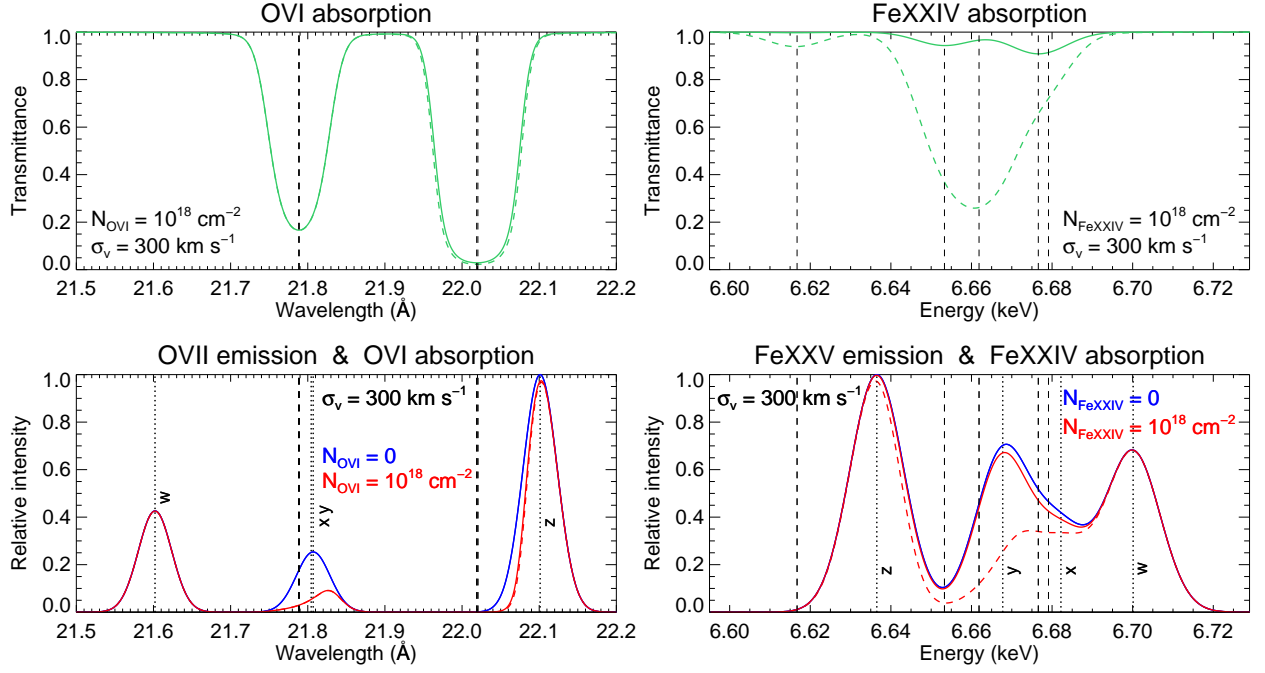 OVI absorption
1.0
0.8
0.6
0.4
0.2
0.0
Transmittance
N_OVI = 10^18 cm^−2
σ_v = 300 km s^−1
21.5 21.6 21.7 21.8 21.9 22.0 22.1 22.2
Wavelength (Å)
FeXXIV absorption
1.0
0.8
0.6
0.4
0.2
0.0
Transmittance
N_FeXXIV = 10^18 cm^−2
σ_v = 300 km s^−1
6.60 6.62 6.64 6.66 6.68 6.70 6.72
Energy (keV)
OVII emission & OVI absorption
1.0
0.8
0.6
0.4
0.2
0.0
Relative intensity
σ_v = 300 km s^−1
N_OVI = 0
N_OVI = 10^18 cm^−2
w
x y
z
21.5 21.6 21.7 21.8 21.9 22.0 22.1 22.2
Wavelength (Å)
FeXXV emission & FeXXIV absorption
1.0
0.8
0.6
0.4
0.2
0.0
Relative intensity
σ_v = 300 km s^−1
N_FeXXIV = 0
N_FeXXIV = 10^18 cm^−2
z
y
x
w
6.60 6.62 6.64 6.66 6.68 6.70 6.72
Energy (keV)